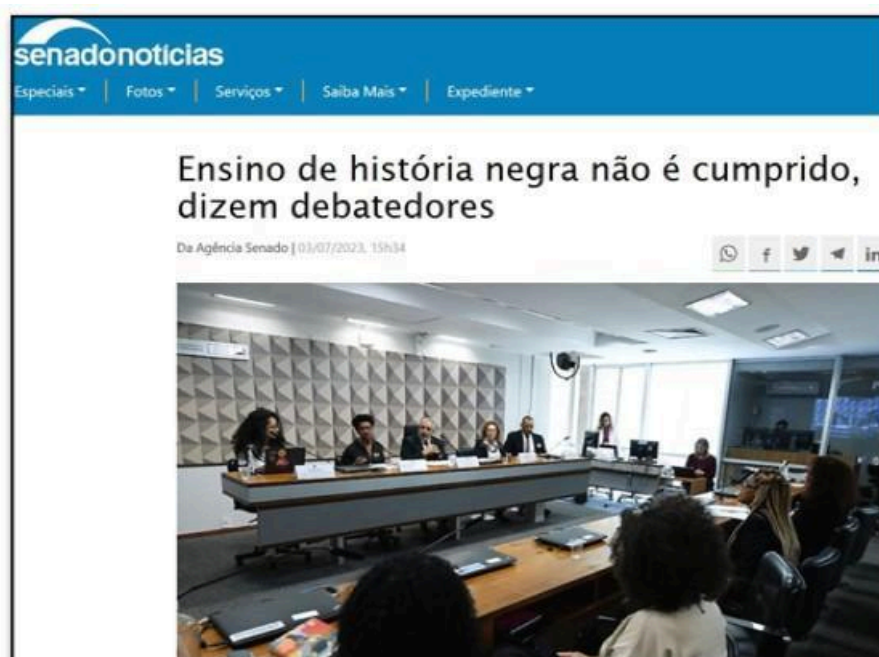 senadonotícias
Especiais Fotos Serviços Saiba Mais Expediente
Ensino de história negra não é cumprido,
dizem debatedores
Da Agência Senado | 03/07/2023, 15h34